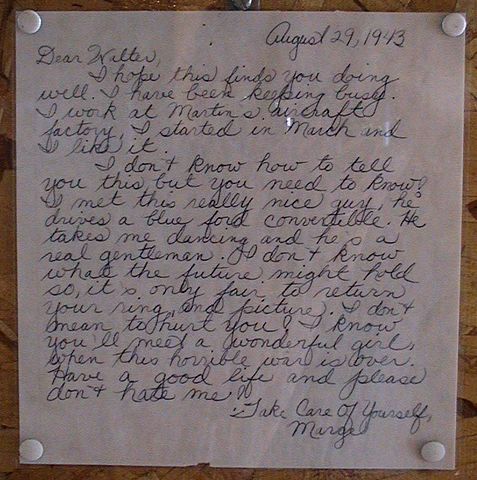 August 29, 1943
Dear Walter,
I hope this finds you doing
well. I have been keeping busy.
I work at Martin's aircraft
factory, I started in March and
I like it.
I don't know how to tell
you this, but you need to know!
I met this really nice guy, he
drives a blue ford convertible. He
takes me dancing and he's a
real gentleman. I don't know
what the future might hold
so, it's only fair to return
your ring, and picture. I don't
mean to hurt you! I know
you'll meet a wonderful girl,
when this horrible war is over.
Have a good life and please
don't hate me!
Take Care Of Yourself,
Marge